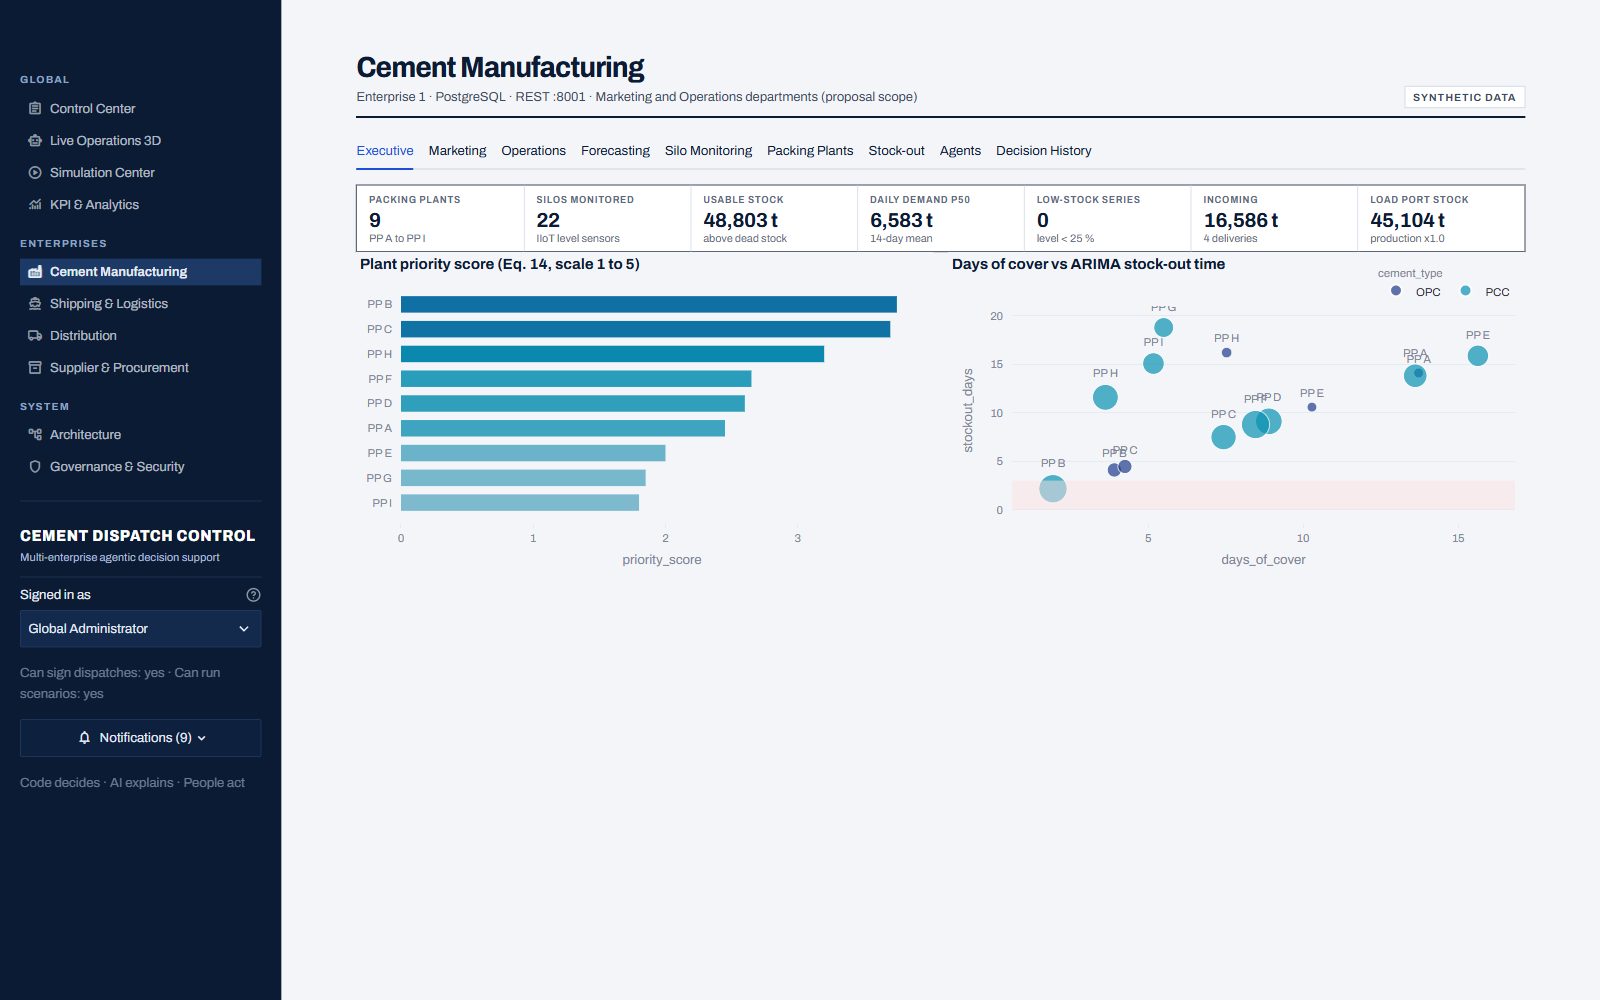 GLOBAL
Control Center
Live Operations 3D
Simulation Center
KPI & Analytics
ENTERPRISES
Cement Manufacturing
Shipping & Logistics
Distribution
Supplier & Procurement
SYSTEM
Architecture
Governance & Security
CEMENT DISPATCH CONTROL
Multi-enterprise agentic decision support
Signed in as
Global Administrator
Can sign dispatches: yes · Can run
scenarios: yes
Notifications (9)
Code decides · AI explains · People act
Cement Manufacturing
Enterprise 1 · PostgreSQL · REST :8001 · Marketing and Operations departments (proposal scope)
SYNTHETIC DATA
Executive Marketing Operations Forecasting Silo Monitoring Packing Plants Stock-out Agents Decision History
PACKING PLANTS
9
PP A to PP I
SILOS MONITORED
22
IIoT level sensors
USABLE STOCK
48,803 t
above dead stock
DAILY DEMAND P50
6,583 t
14-day mean
LOW-STOCK SERIES
0
level < 25 %
INCOMING
16,586 t
4 deliveries
LOAD PORT STOCK
45,104 t
production x1.0
Plant priority score (Eq. 14, scale 1 to 5)
PP B
PP C
PP H
PP F
PP D
PP A
PP E
PP G
PP I
0 1 2 3
priority_score
Days of cover vs ARIMA stock-out time
cement_type
OPC PCC
stockout_days
20
15
10
5
0
PP G
PP I
PP H
PP E
PP A
PP A
PP H
PP E
PP F
PP D
PP C
PP B
PP C
PP B
5 10 15
days_of_cover